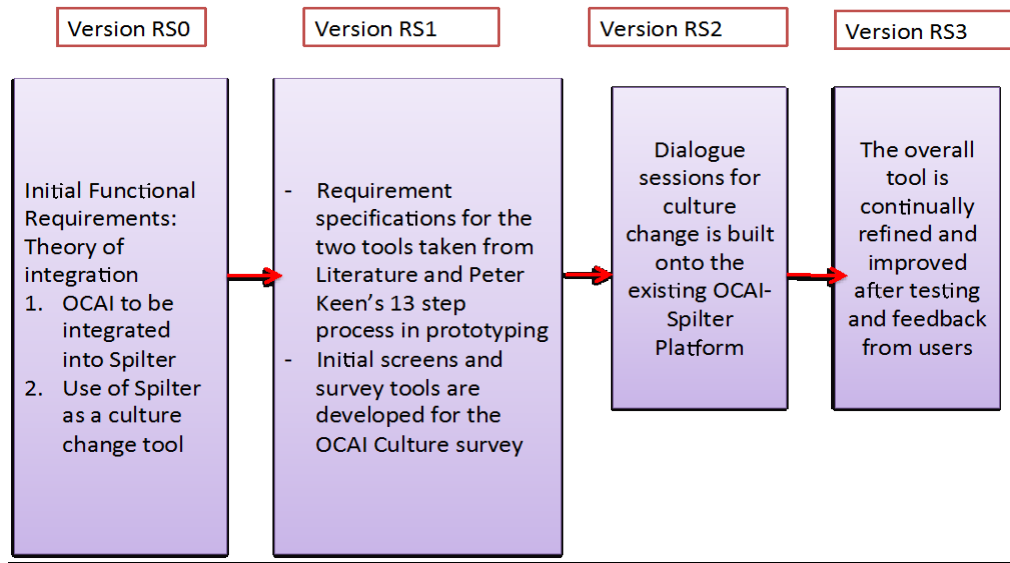 Version RS0
Version RS1
Version RS2
Version RS3
Initial Functional
Requirements:
Theory of
integration
1. OCAI to be
integrated
into Spilter
2. Use of Spilter
as a culture
change tool
- Requirement
specifications for the
two tools taken from
Literature and Peter
Keen's 13 step
process in prototyping
- Initial screens and
survey tools are
developed for the
OCAI Culture survey
Dialogue
sessions for
culture
change is built
onto the
existing OCAI-
Spilter
Platform
The overall
tool is
continually
refined and
improved
after testing
and feedback
from users